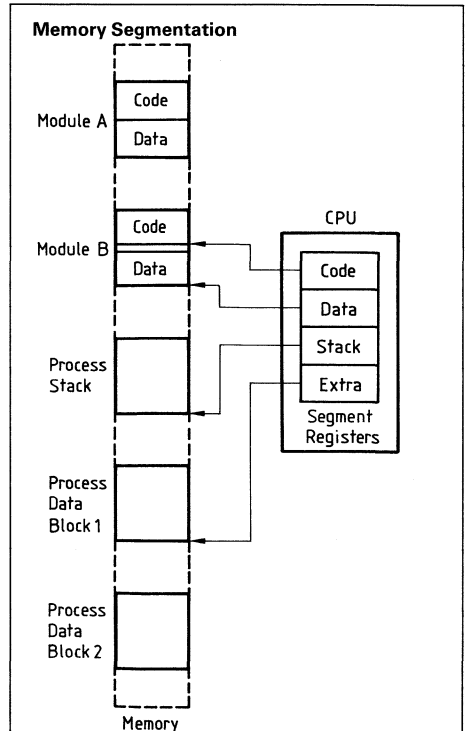 Memory Segmentation
Module A
Code
Data
Module B
Code
Data
CPU
Code
Data
Stack
Extra
Segment
Registers
Process
Stack
Process
Data
Block 1
Process
Data
Block 2
Memory